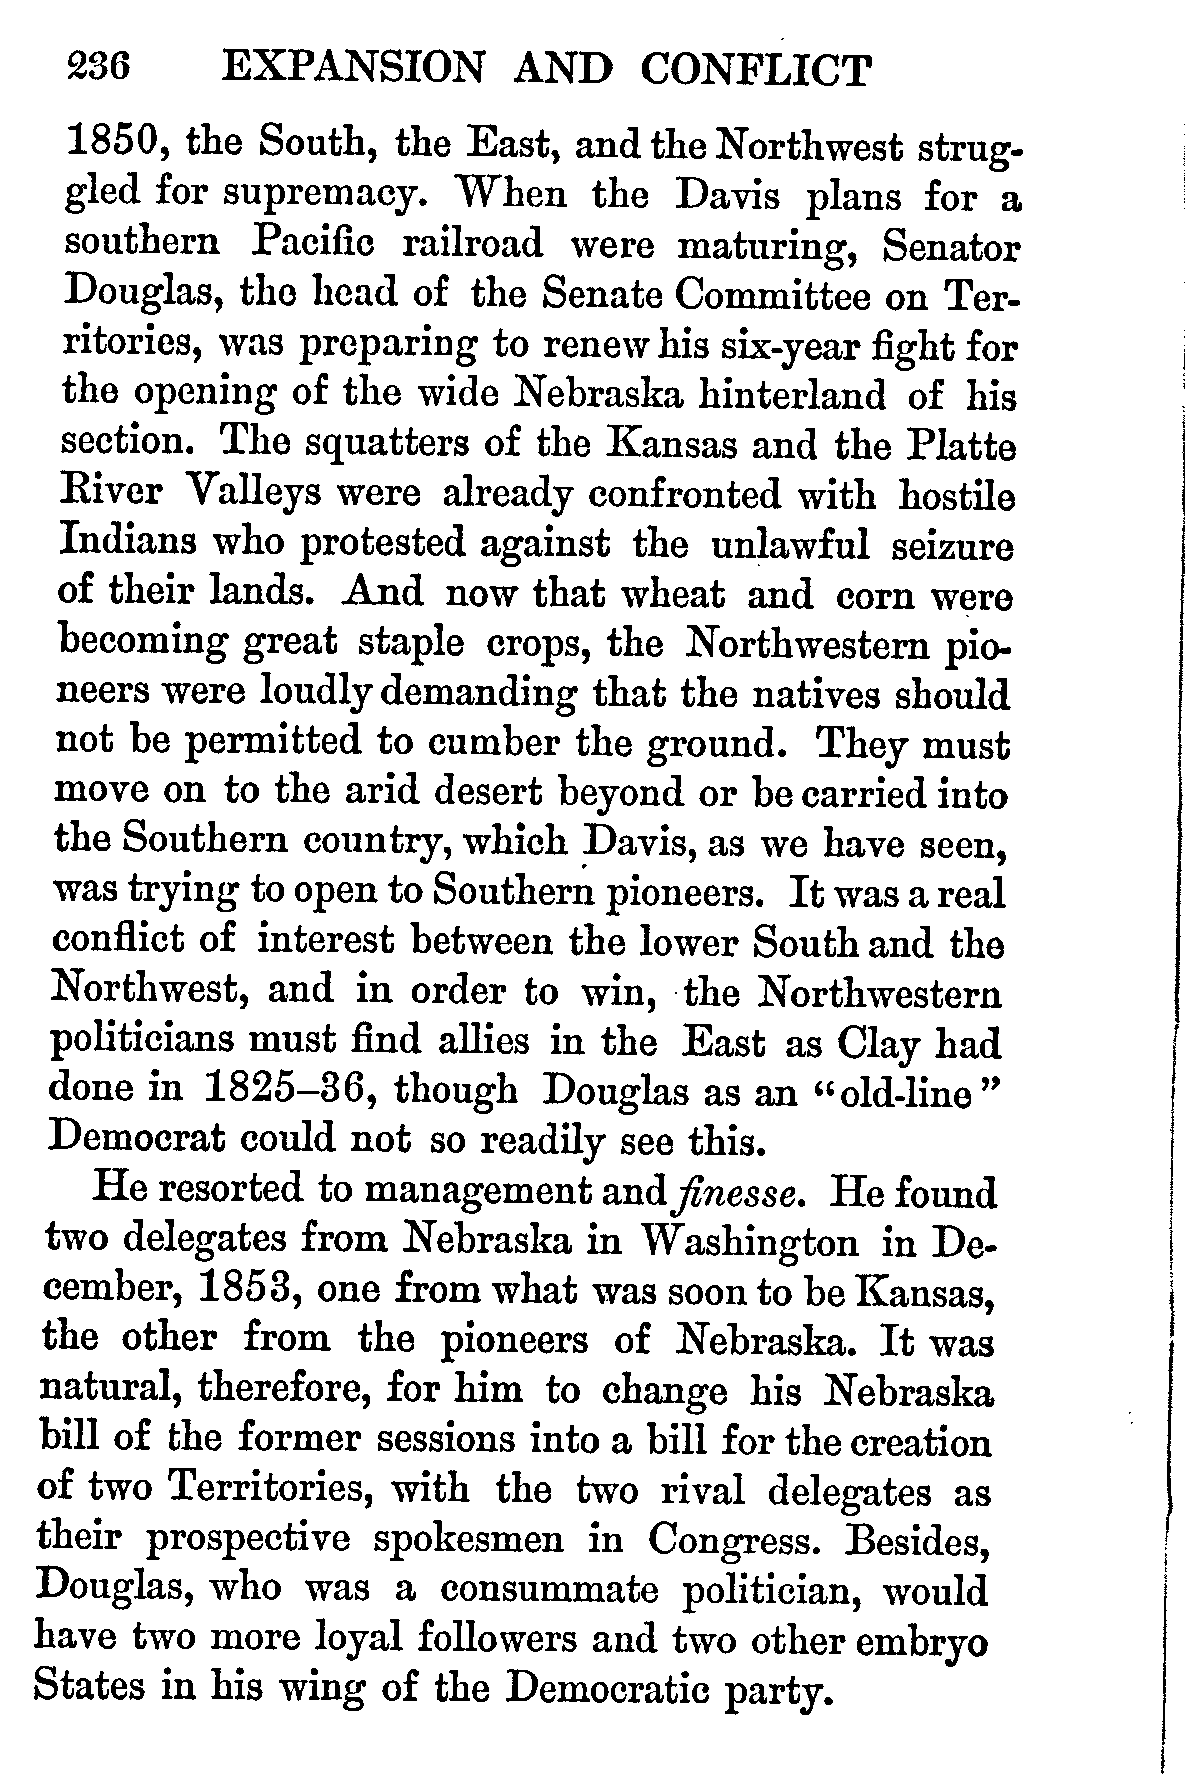 236 EXPANSION AND CONFLICT
1850, the South, the East, and the Northwest strug-
gled for supremacy. When the Davis plans for a
southern Pacific railroad were maturing, Senator
Douglas, the head of the Senate Committee on Ter-
ritories, was preparing to renew his six-year fight for
the opening of the wide Nebraska hinterland of his
section. The squatters of the Kansas and the Platte
River Valleys were already confronted with hostile
Indians who protested against the unlawful seizure
of their lands. And now that wheat and corn were
becoming great staple crops, the Northwestern pio-
neers were loudly demanding that the natives should
not be permitted to cumber the ground. They must
move on to the arid desert beyond or be carried into
the Southern country, which Davis, as we have seen,
was trying to open to Southern pioneers. It was a real
conflict of interest between the lower South and the
Northwest, and in order to win, the Northwestern
politicians must find allies in the East as Clay had
done in 1825–36, though Douglas as an “old-line”
Democrat could not so readily see this.
He resorted to management and finesse. He found
two delegates from Nebraska in Washington in De-
cember, 1853, one from what was soon to be Kansas,
the other from the pioneers of Nebraska. It was
natural, therefore, for him to change his Nebraska
bill of the former sessions into a bill for the creation
of two Territories, with the two rival delegates as
their prospective spokesmen in Congress. Besides,
Douglas, who was a consummate politician, would
have two more loyal followers and two other embryo
States in his wing of the Democratic party.